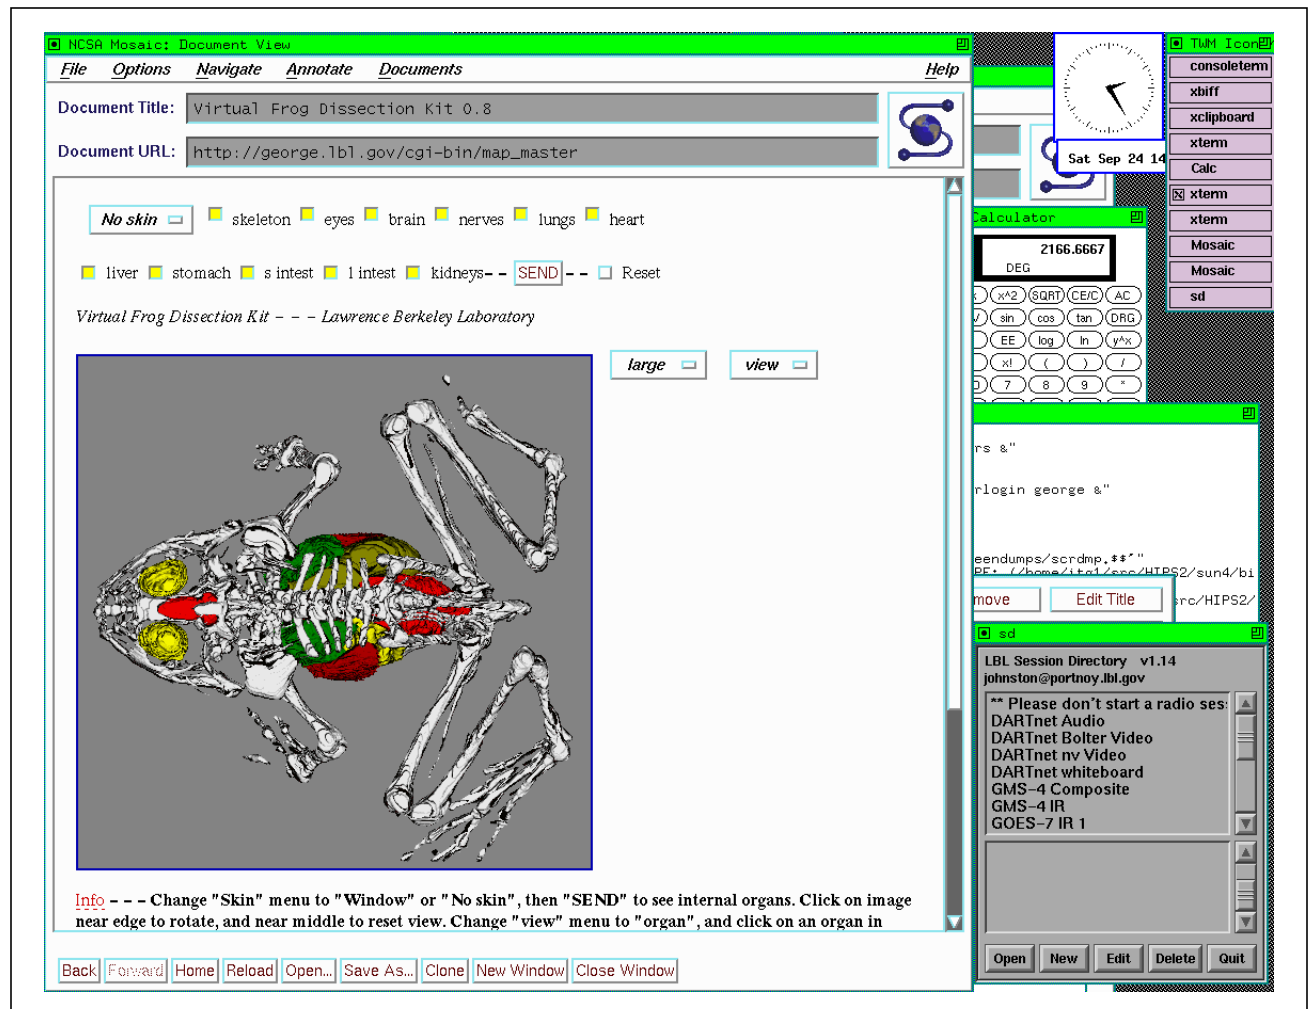 NCSA Mosaic: Document View
File Options Navigate Annotate Documents Help
Document Title: Virtual Frog Dissection Kit 0.8
Document URL: http://george.lbl.gov/cgi-bin/map_master
No skin skeleton eyes brain nerves lungs heart
liver stomach s intest l intest kidneys-- SEND -- Reset
Virtual Frog Dissection Kit - - - Lawrence Berkeley Laboratory
large view
Info - - - Change "Skin" menu to "Window" or "No skin", then "SEND" to see internal organs. Click on image
near edge to rotate, and near middle to reset view. Change "view" menu to "organ", and click on an organ in
Back Forward Home Reload Open... Save As... Clone New Window Close Window
Sat Sep 24 14
TWM Icon
consoleterm
xbiff
xclipboard
xterm
Calc
xterm
xterm
Mosaic
Mosaic
sd
Calculator
2166.6667
DEG
x^2 SQRT CE/C AC
sin cos tan DRG
EE log ln y^x
x! ( ) /
7 8 9 *
rs &"
rlogin george &"
eendumps/scrdmp.$$'"
PE: (/home/itg1/src/HIPS2/sun4/bi
src/HIPS2/
move Edit Title
sd
LBL Session Directory v1.14
johnston@portnoy.lbl.gov
** Please don't start a radio ses
DARTnet Audio
DARTnet Bolter Video
DARTnet nv Video
DARTnet whiteboard
GMS-4 Composite
GMS-4 IR
GOES-7 IR 1
Open New Edit Delete Quit